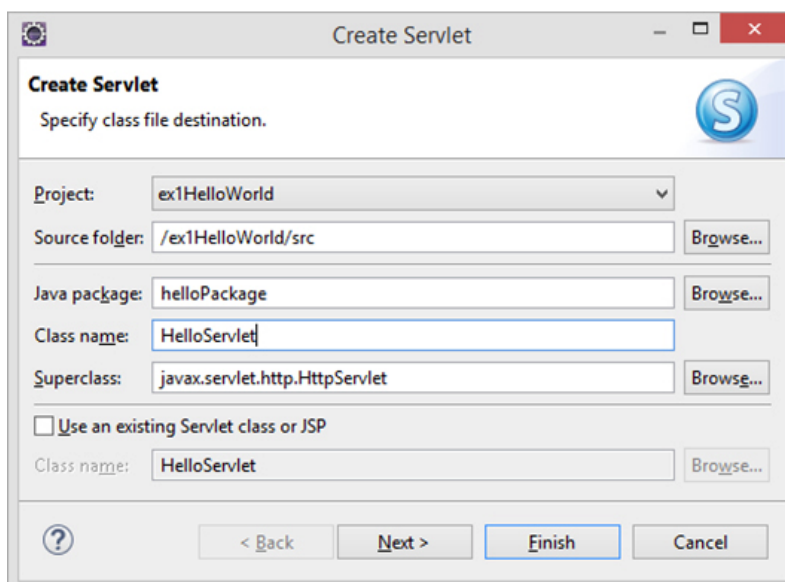 Create Servlet
Create Servlet
Specify class file destination.
S
Project: ex1HelloWorld
Source folder: /ex1HelloWorld/src Browse...
Java package: helloPackage Browse...
Class name: HelloServlet
Superclass: javax.servlet.http.HttpServlet Browse...
Use an existing Servlet class or JSP
Class name: HelloServlet Browse...
? < Back Next > Finish Cancel